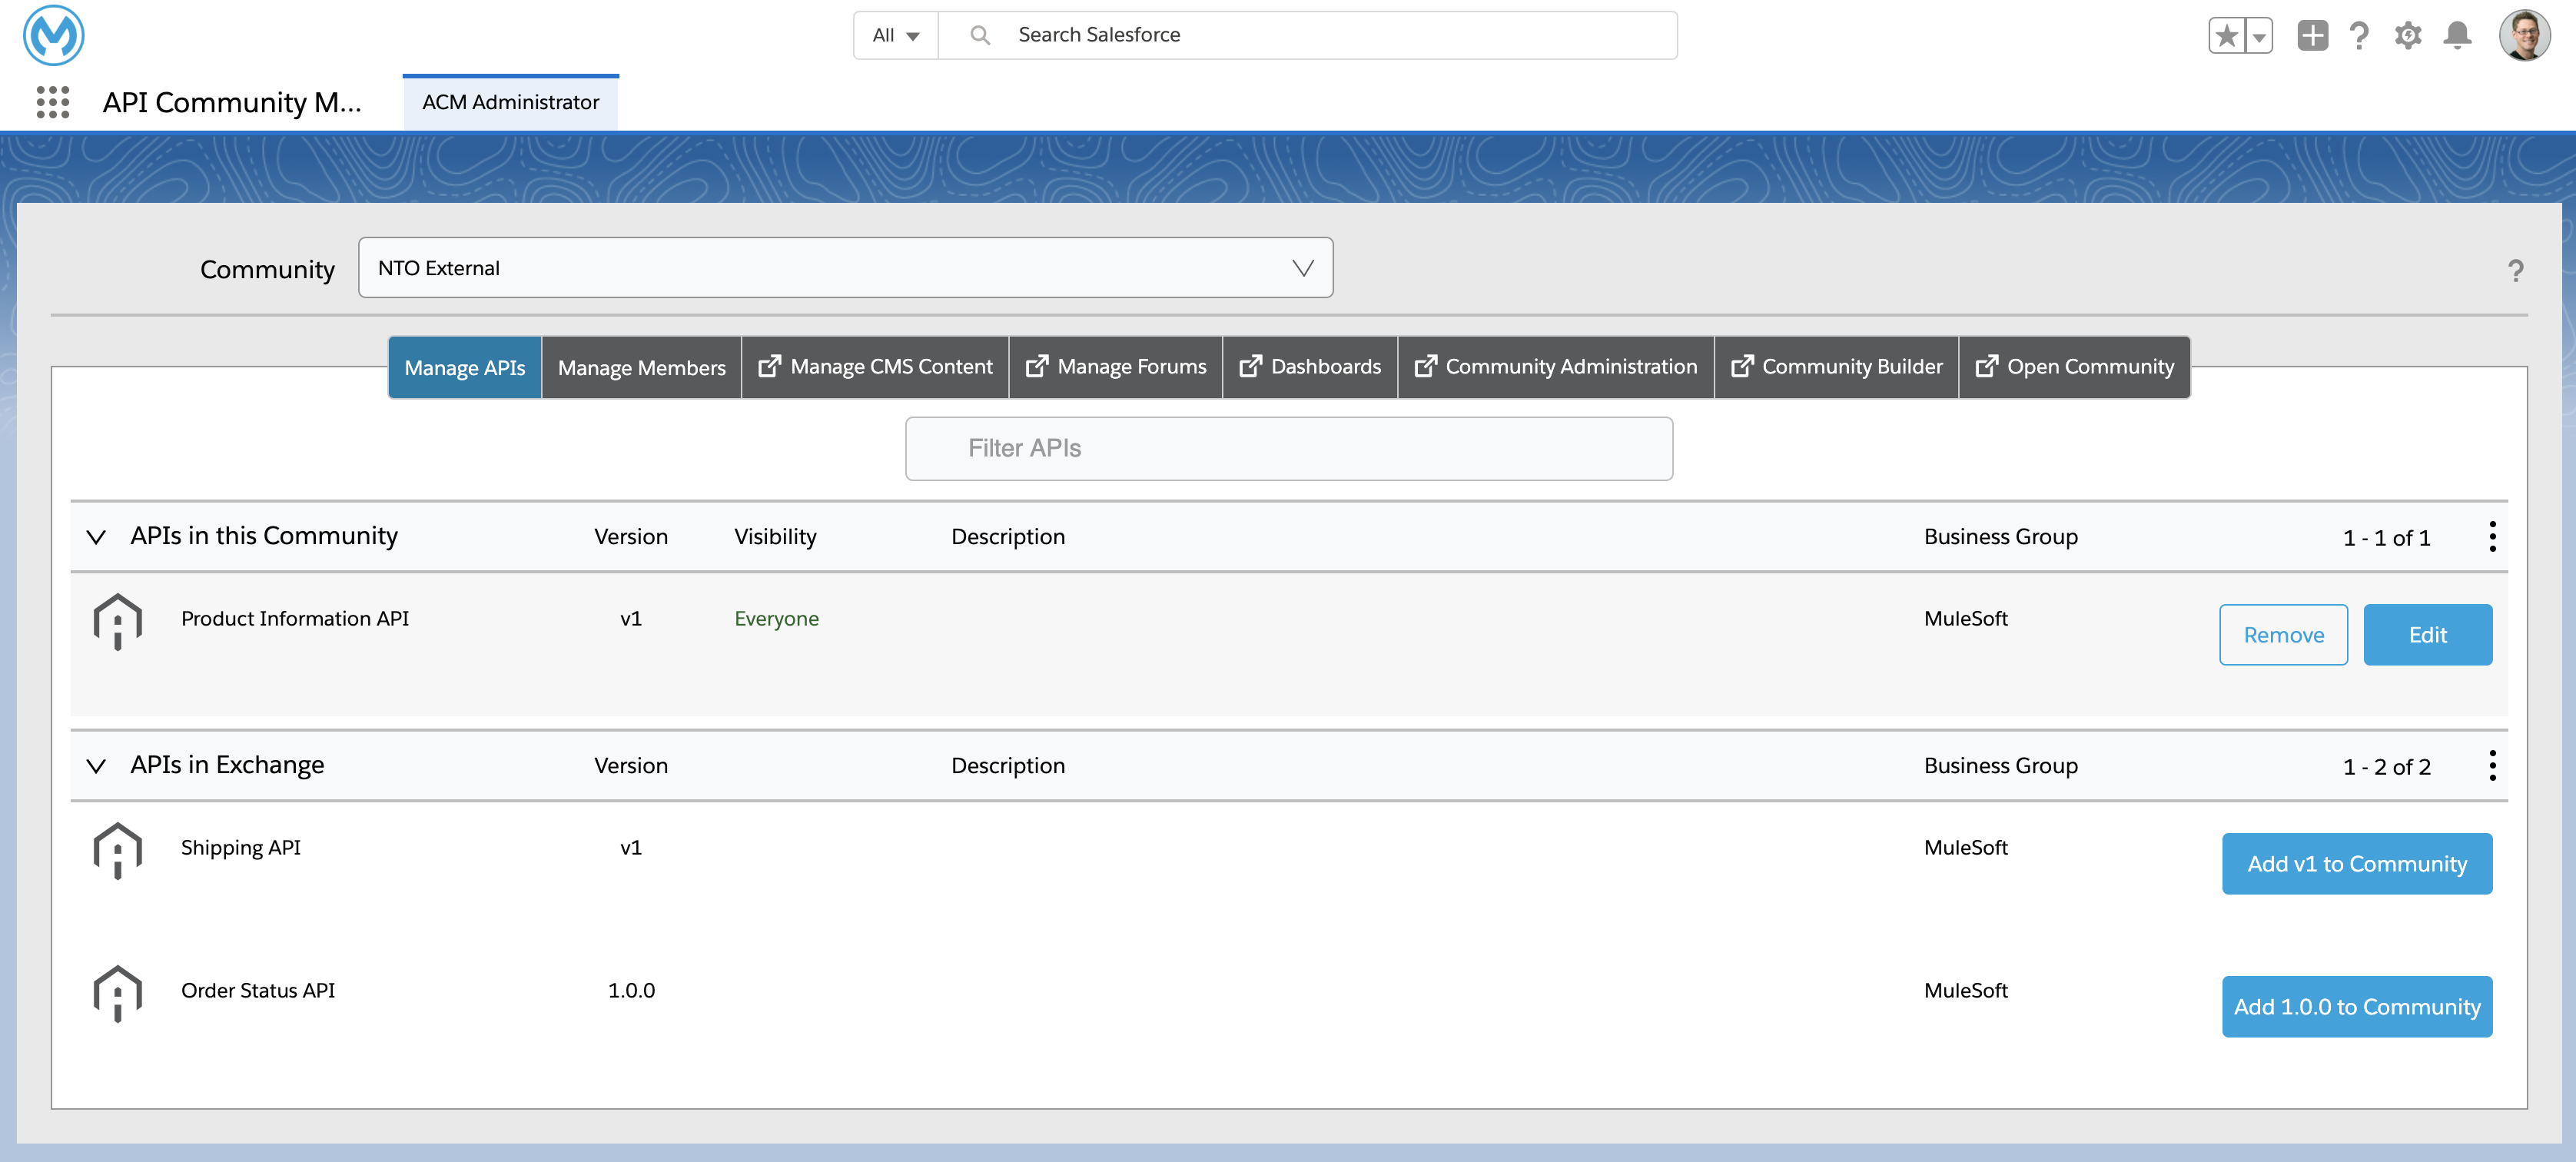 All
Search Salesforce
API Community M...
ACM Administrator
Community
NTO External
?
Manage APIs
Manage Members
Manage CMS Content
Manage Forums
Dashboards
Community Administration
Community Builder
Open Community
Filter APIs
APIs in this Community Version Visibility Description Business Group 1 - 1 of 1
Product Information API v1 Everyone MuleSoft Remove Edit
APIs in Exchange Version Description Business Group 1 - 2 of 2
Shipping API v1 MuleSoft Add v1 to Community
Order Status API 1.0.0 MuleSoft Add 1.0.0 to Community